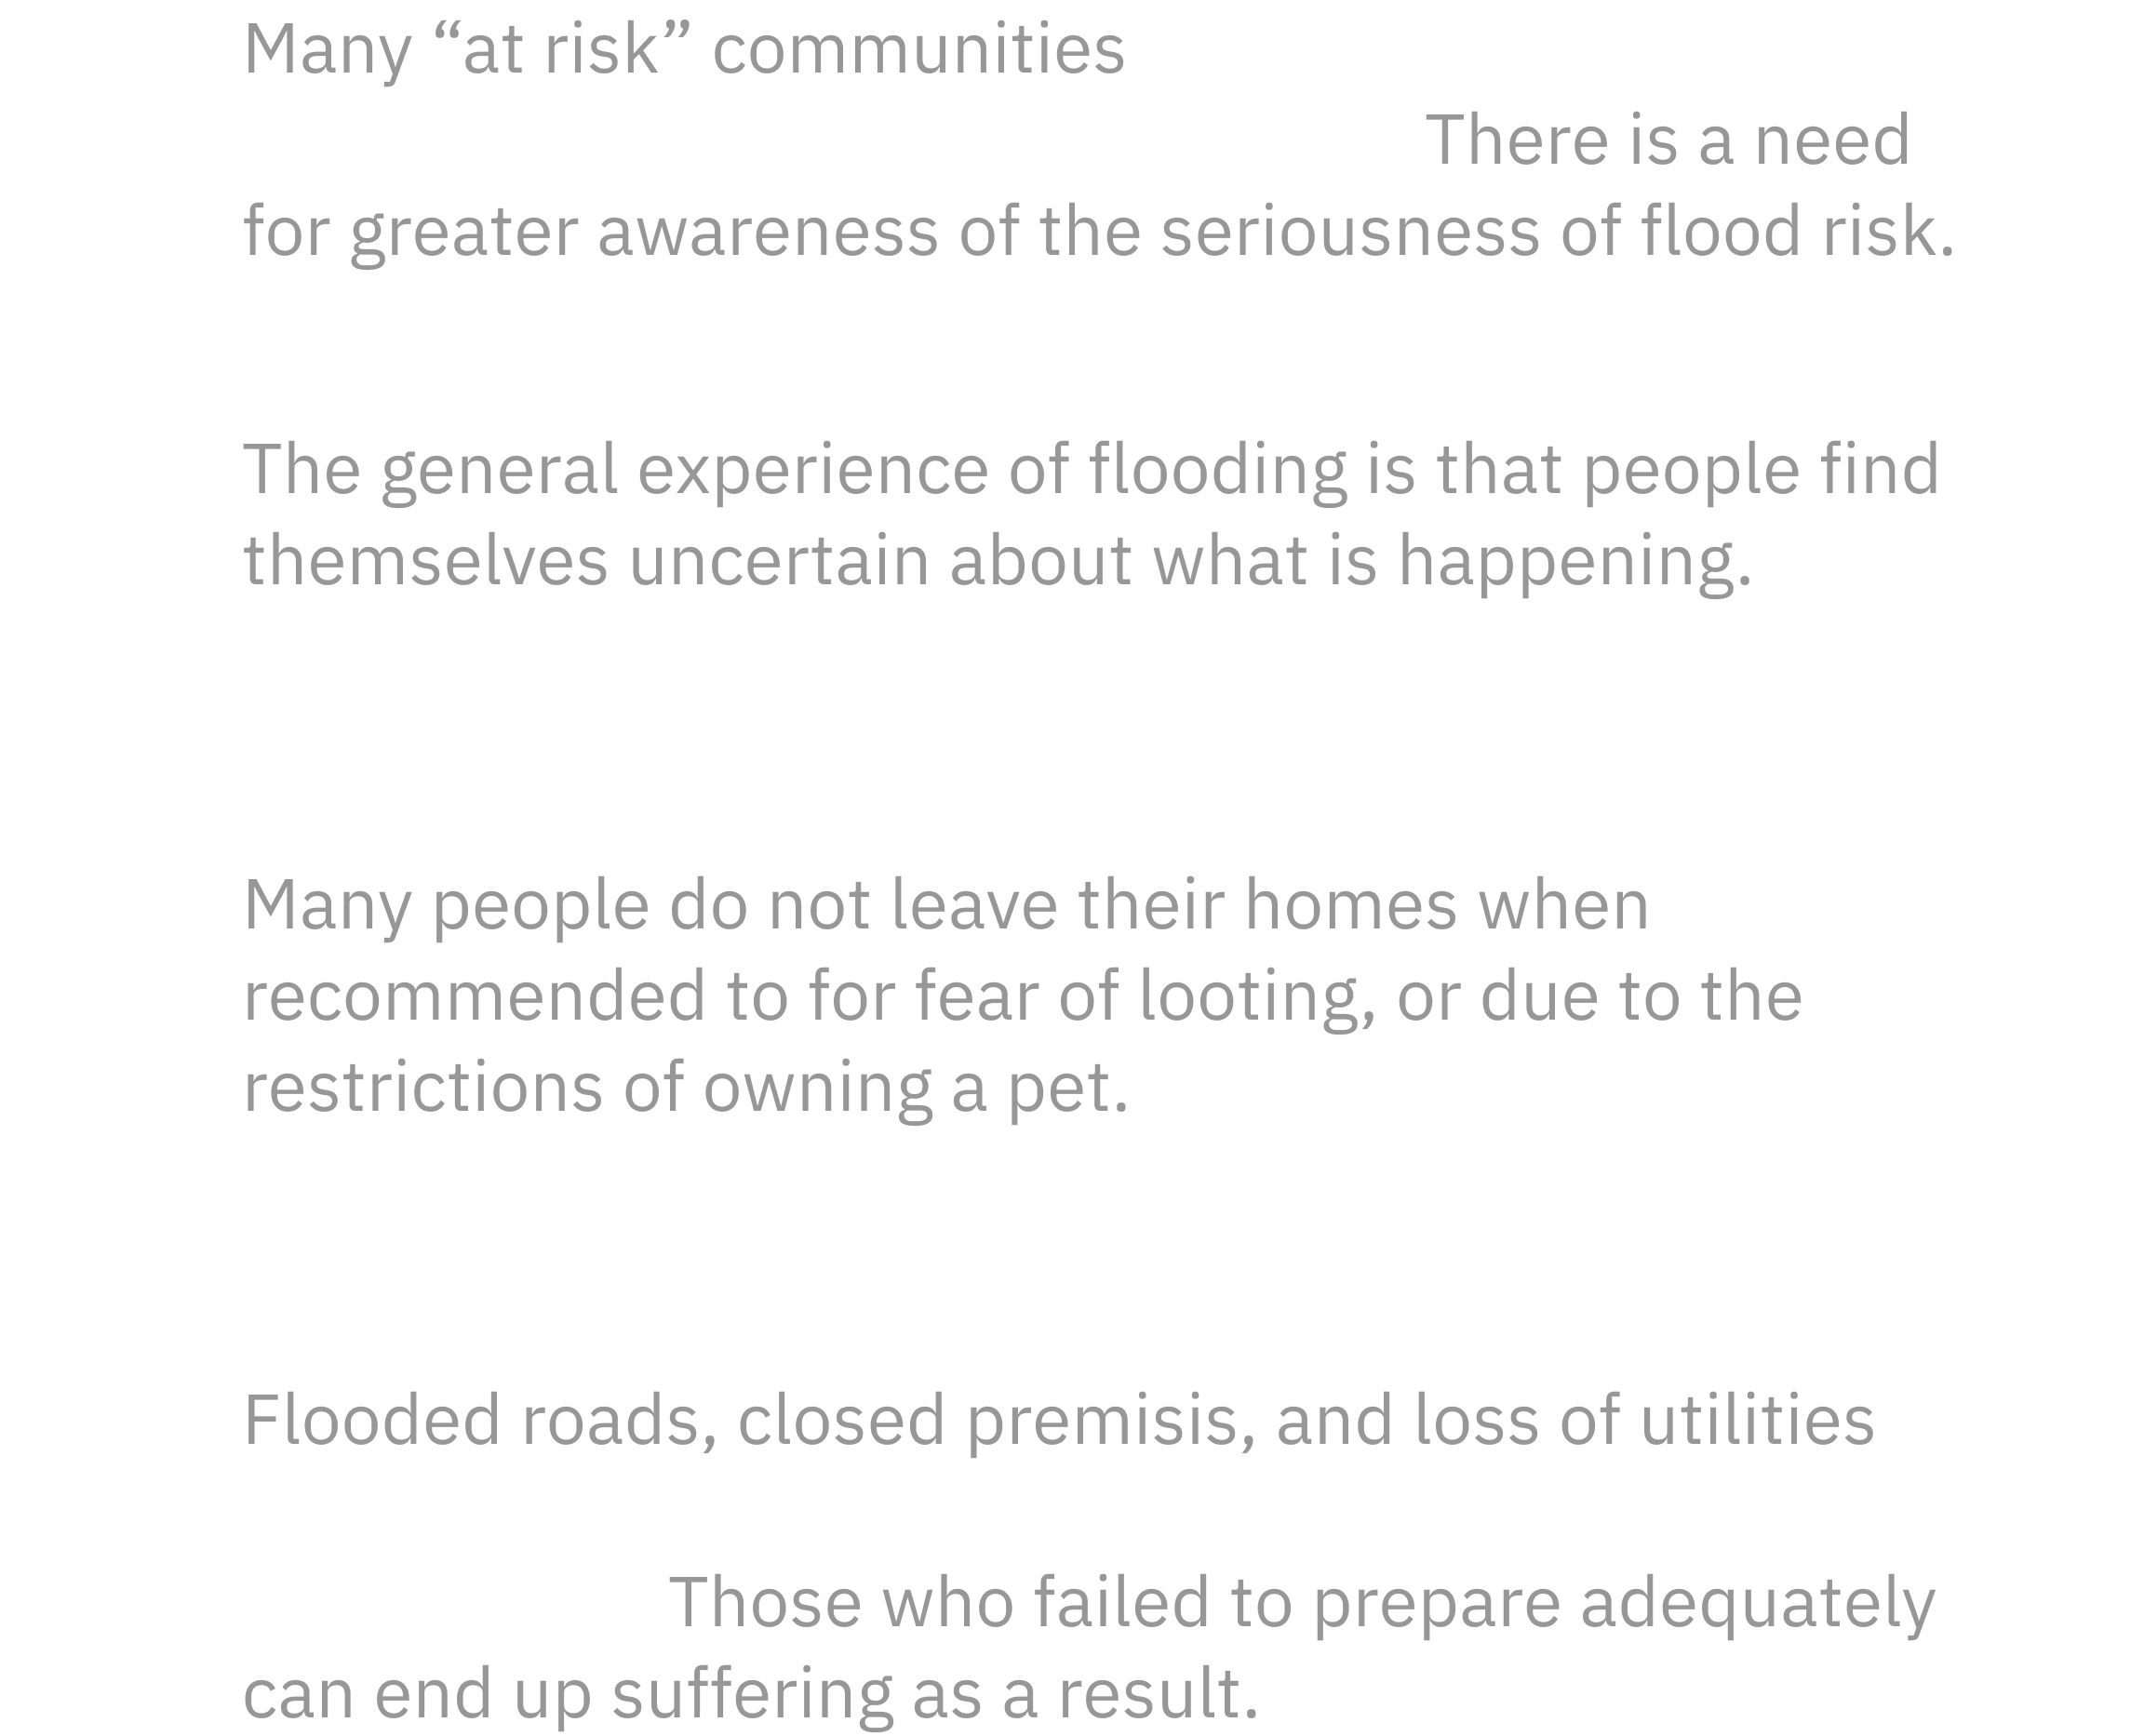 Many “at risk” communities
There is a need
for greater awareness of the seriousness of flood risk.
The general experience of flooding is that people find
themselves uncertain about what is happening.
Many people do not leave their homes when
recommended to for fear of looting, or due to the
restrictions of owning a pet.
Flooded roads, closed premisis, and loss of utilities
Those who failed to prepare adequately
can end up suffering as a result.